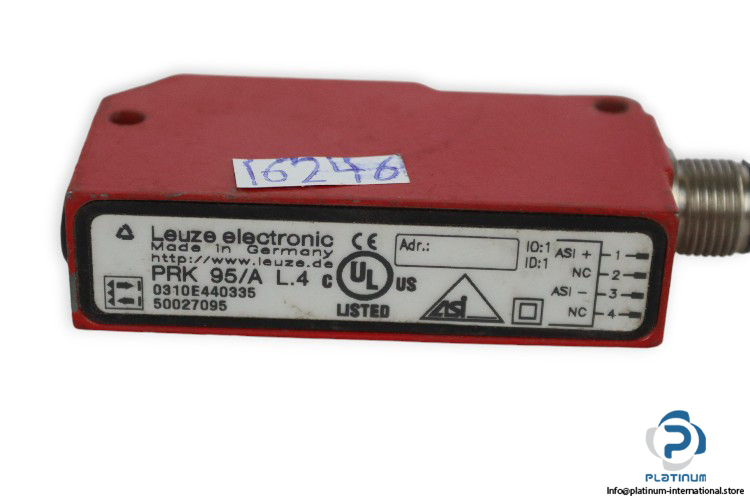 16246
Leuze electronic
Made in Germany
http://www.leuze.de
PRK 95/A L.4
0310E440335
50027095
CE
C UL US
LISTED
Adr.:
IO:1
ID:1
ASI
ASI + 1
NC 2
ASI - 3
NC 4
PLATINUM
Info@platinum-international.store